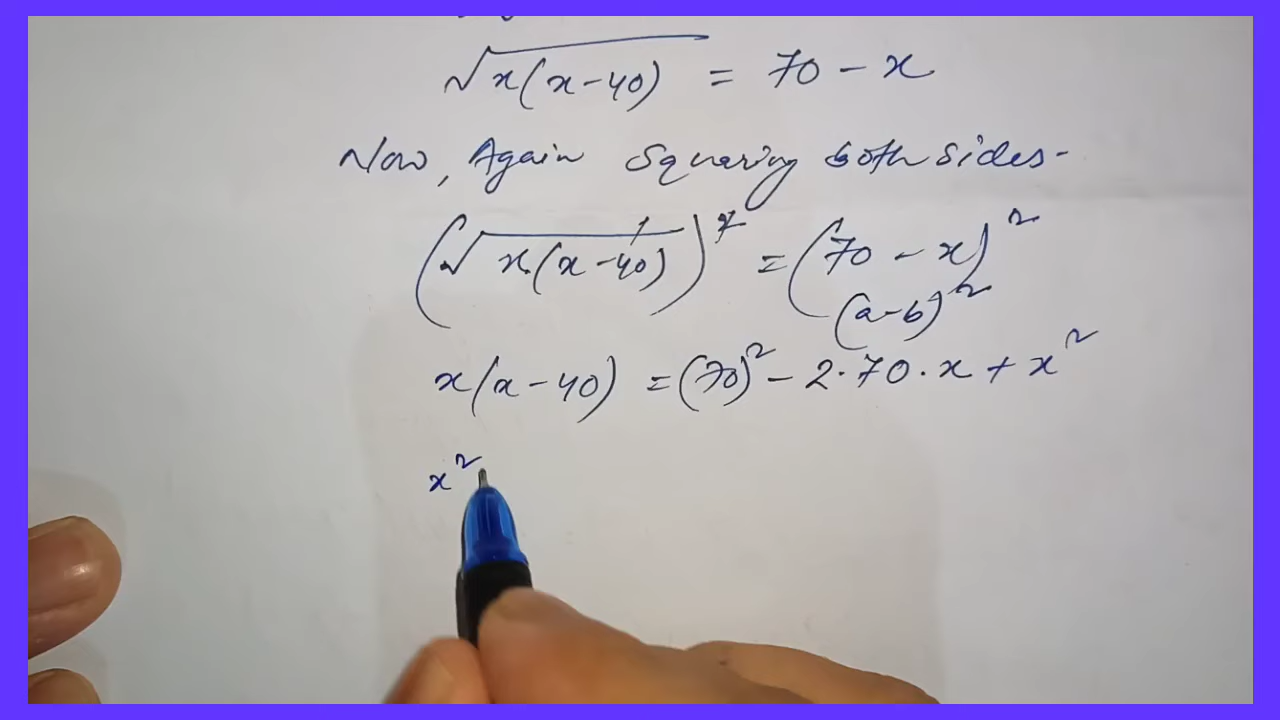 √x(x-40) = 70 - x
Now, Again Squaring both sides-
(√x.(x-40))² = (70 - x)²
(a-b)²
x(x-40) = (70)² - 2·70·x + x²
x²